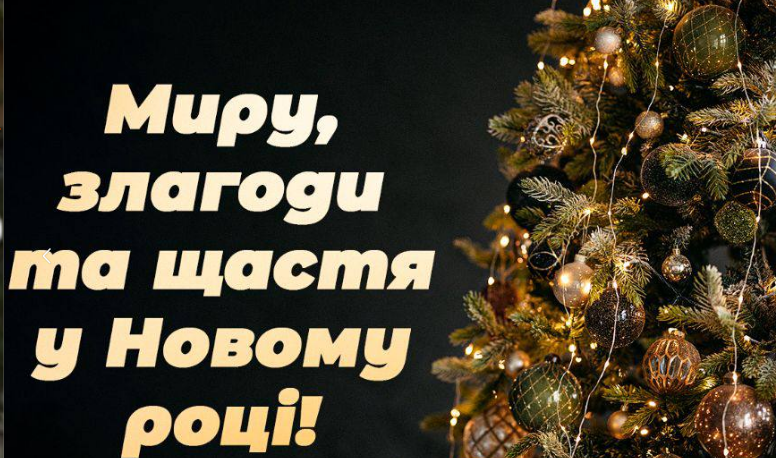 Миру,
злагоди
та щастя
у Новому
році!